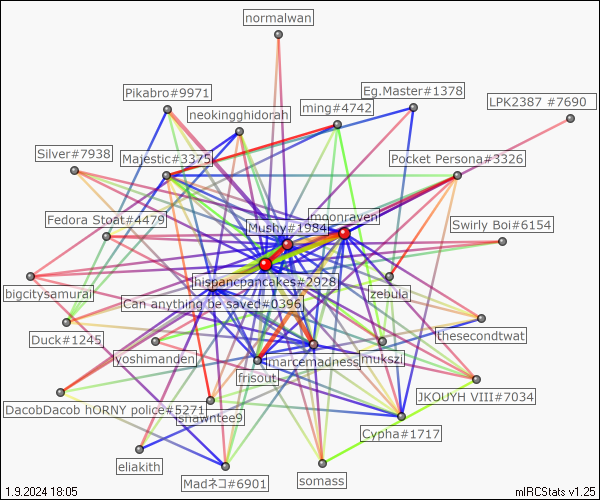 normalwan
Pikabro#9971
Eg.Master#1378
LPK2387 #7690
neokingghidorah
ming#4742
Silver#7938
Majestic#3375
Pocket Persona#3326
Fedora Stoat#4479
Mushy#1984
moonraven
Swirly Boi#6154
hispancpancakes#2928
bigcitysamurai
Can anything be saved#0396
zebula
Duck#1245
thesecondtwat
yoshimanden
marcemadness
mukszi
frisout
JKOUYH VIII#7034
DacobDacob hORNY police#5271
shawntee9
Cypha#1717
eliakith
Madネコ#6901
somass
1.9.2024 18:05
mIRCStats v1.25